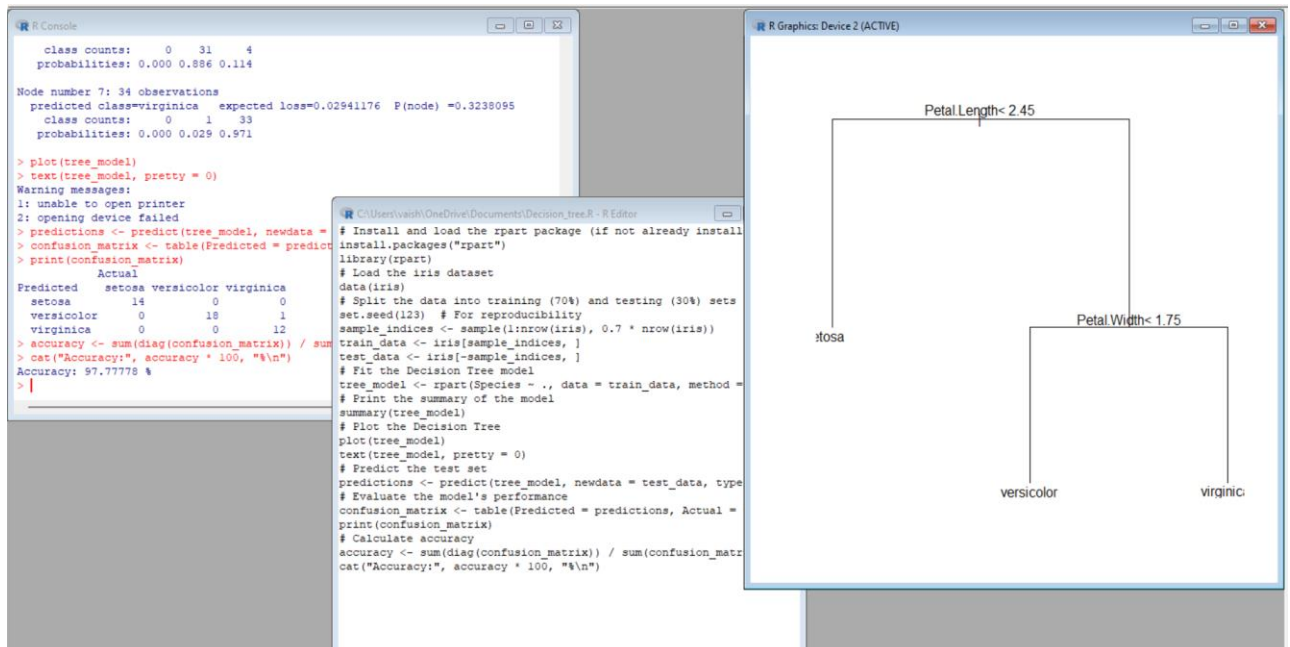 R Console
class counts: 0 31 4
probabilities: 0.000 0.886 0.114
Node number 7: 34 observations
predicted class=virginica expected loss=0.02941176 P(node) =0.3238095
class counts: 0 1 33
probabilities: 0.000 0.029 0.971
> plot(tree_model)
> text(tree_model, pretty = 0)
Warning messages:
1: unable to open printer
2: opening device failed
> predictions <- predict(tree_model, newdata =
> confusion_matrix <- table(Predicted = predict
> print(confusion_matrix)
Actual
Predicted setosa versicolor virginica
setosa 14 0 0
versicolor 0 18 1
virginica 0 0 12
> accuracy <- sum(diag(confusion_matrix)) / sum
> cat("Accuracy:", accuracy * 100, "%\n")
Accuracy: 97.77778 %
>
C:\Users\vaish\OneDrive\Documents\Decision_tree.R - R Editor
# Install and load the rpart package (if not already install
install.packages("rpart")
library(rpart)
# Load the iris dataset
data(iris)
# Split the data into training (70%) and testing (30%) sets
set.seed(123) # For reproducibility
sample_indices <- sample(1:nrow(iris), 0.7 * nrow(iris))
train_data <- iris[sample_indices, ]
test_data <- iris[-sample_indices, ]
# Fit the Decision Tree model
tree_model <- rpart(Species ~ ., data = train_data, method =
# Print the summary of the model
summary(tree_model)
# Plot the Decision Tree
plot(tree_model)
text(tree_model, pretty = 0)
# Predict the test set
predictions <- predict(tree_model, newdata = test_data, type
# Evaluate the model's performance
confusion_matrix <- table(Predicted = predictions, Actual =
print(confusion_matrix)
# Calculate accuracy
accuracy <- sum(diag(confusion_matrix)) / sum(confusion_matr
cat("Accuracy:", accuracy * 100, "%\n")
R Graphics: Device 2 (ACTIVE)
Petal.Length< 2.45
etosa
Petal.Width< 1.75
versicolor
virginica